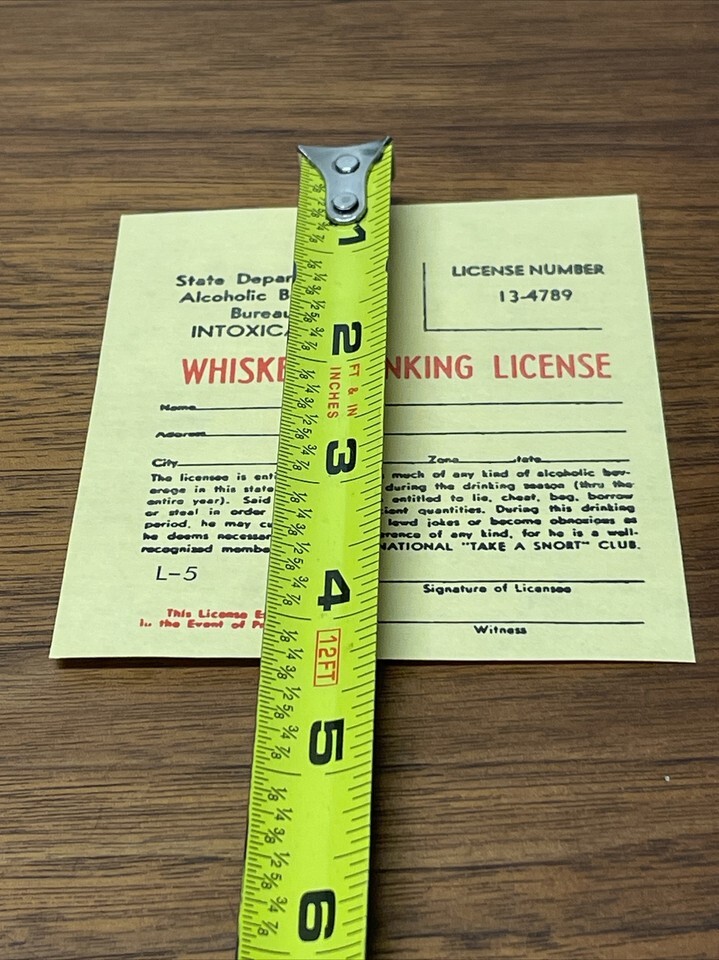 State Depar
Alcoholic B
Bureau
INTOXICA
LICENSE NUMBER
13-4789
WHISKE NKING LICENSE
Name
Address
City Zone state
The licensee is enti much of any kind of alcoholic bev-
erage in this state during the drinking season (thru the
entire year). Said entitled to lie, cheat, beg, borrow
or steal in order ient quantities. During this drinking
period, he may cu lewd jokes or become obnoxious as
he deems necessar rence of any kind, for he is a well-
recognized membe NATIONAL "TAKE A SNORT" CLUB.
L-5
Signature of Licensee
This License E
in the Event of P
Witness
1
2
FT & IN
INCHES
3
4
12FT
5
6